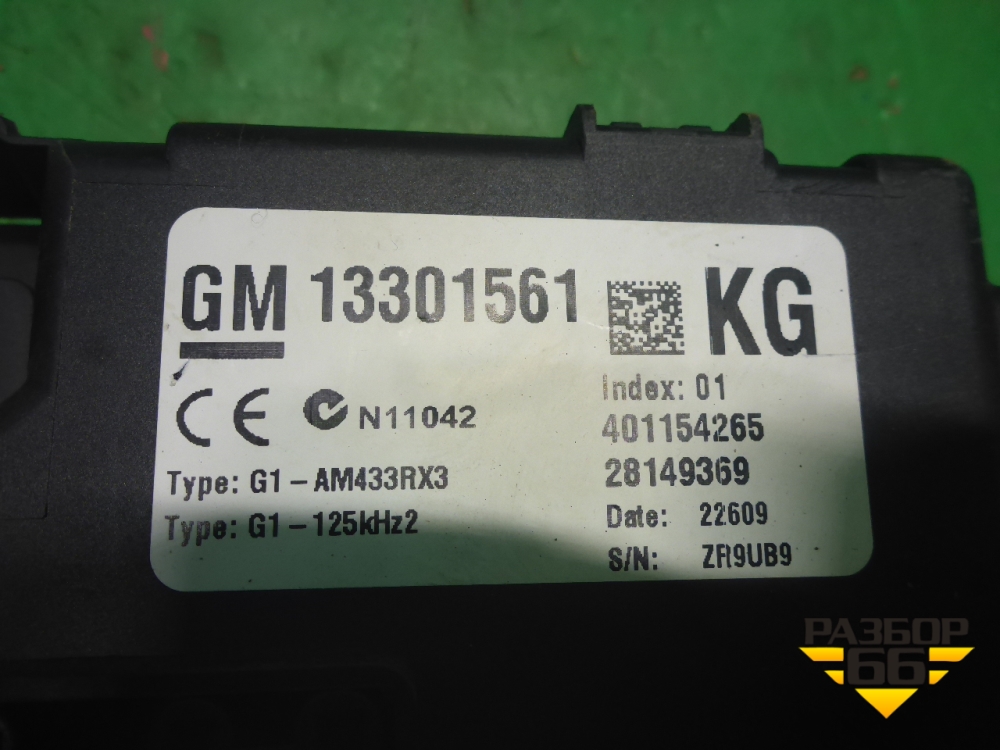 GM 13301561 KG
Index: 01
N11042
401154265
Type: G1-AM433RX3
28149369
Type: G1-125kHz2
Date: 22609
S/N: ZR9UB9
РАЗБОР
66